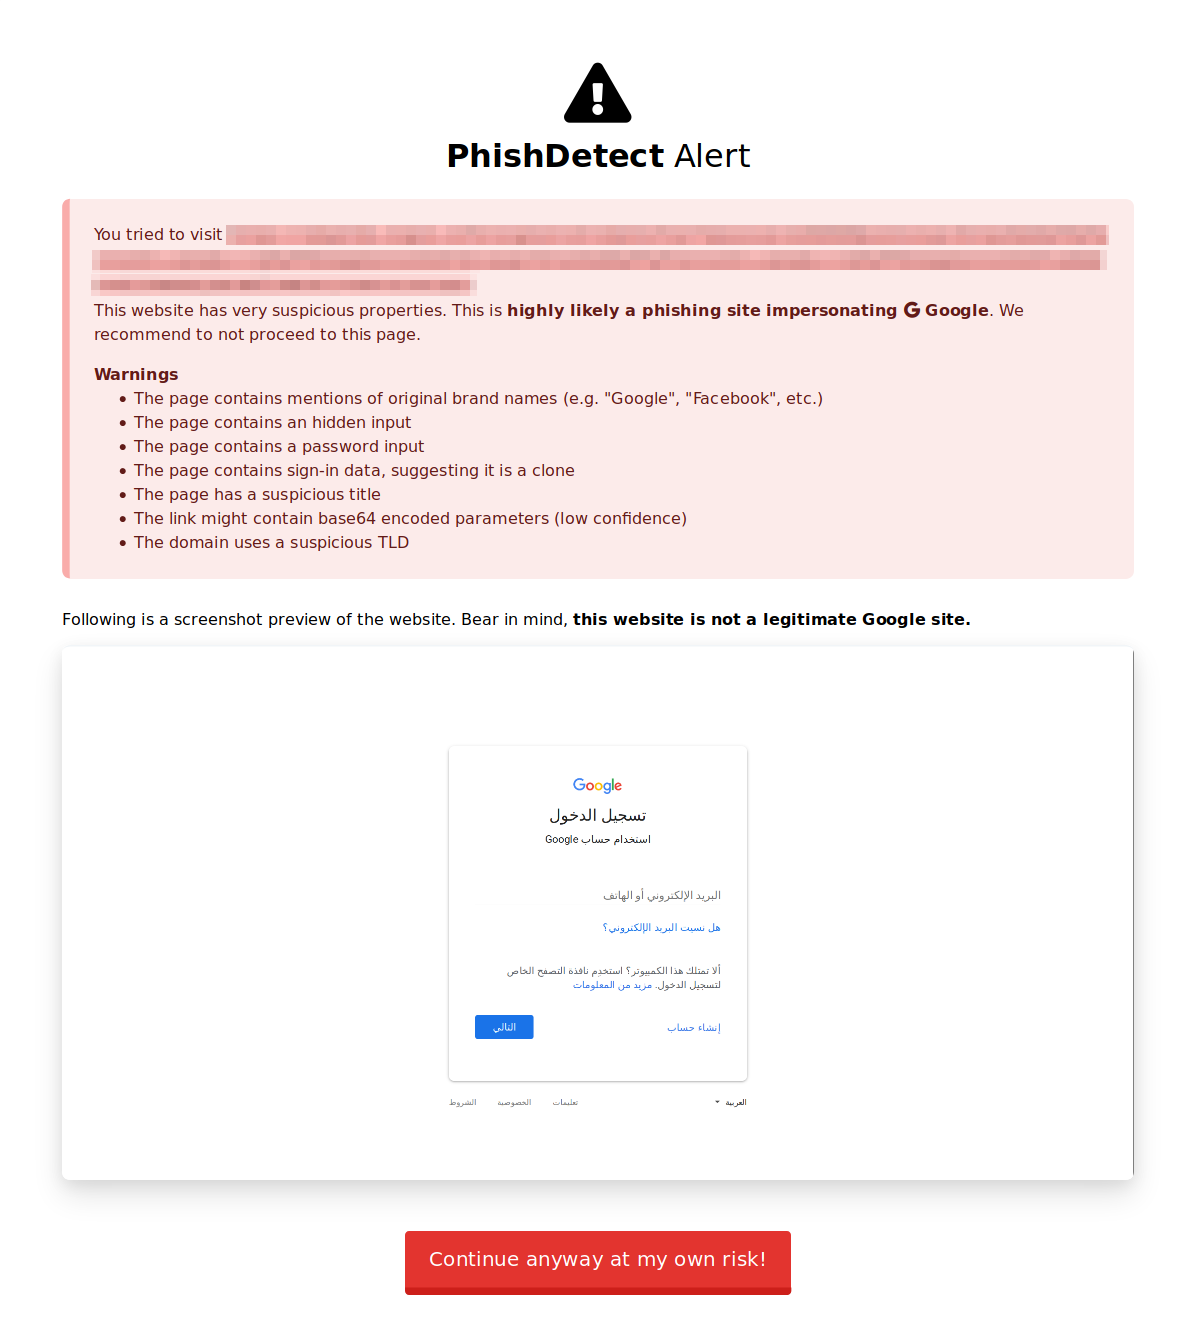 PhishDetect Alert
You tried to visit
This website has very suspicious properties. This is highly likely a phishing site impersonating Google. We
recommend to not proceed to this page.
Warnings
• The page contains mentions of original brand names (e.g. "Google", "Facebook", etc.)
• The page contains an hidden input
• The page contains a password input
• The page contains sign-in data, suggesting it is a clone
• The page has a suspicious title
• The link might contain base64 encoded parameters (low confidence)
• The domain uses a suspicious TLD
Following is a screenshot preview of the website. Bear in mind, this website is not a legitimate Google site.
Google
تسجيل الدخول
استخدام حساب Google
البريد الإلكتروني أو الهاتف
هل نسيت البريد الإلكتروني؟
ألا تمتلك هذا الكمبيوتر؟ استخدِم نافذة التصفح الخاص
لتسجيل الدخول. مزيد من المعلومات
إنشاء حساب التالي
العربية تعليمات الخصوصية الشروط
Continue anyway at my own risk!